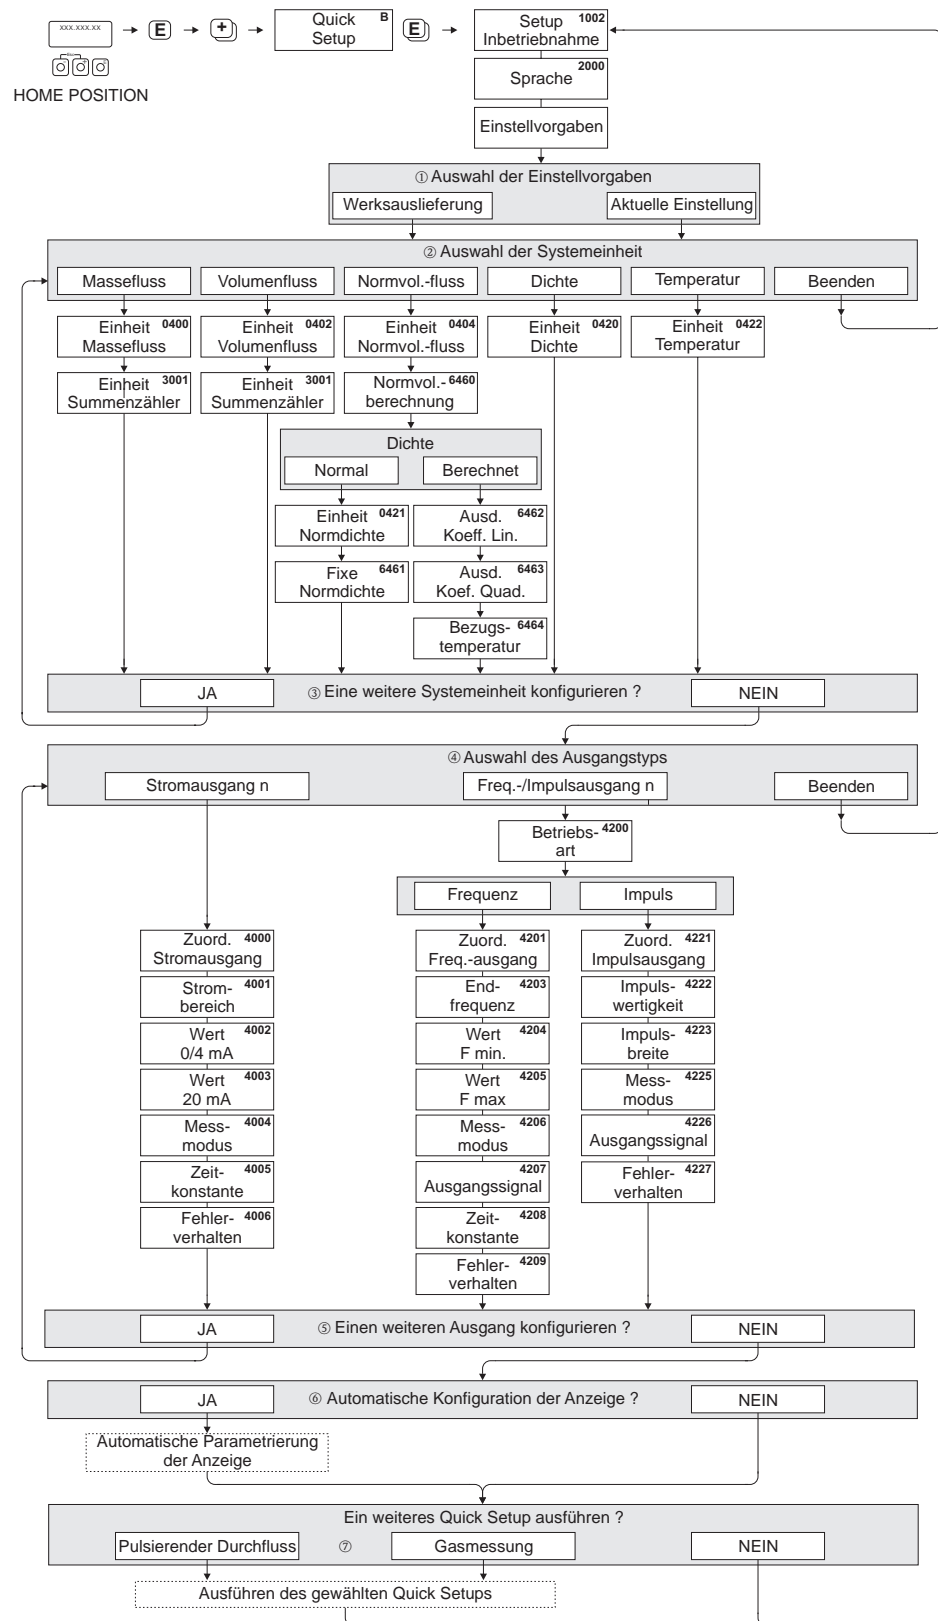 xxx.xxx.xx
E
+
Quick
Setup
B
E
Setup
Inbetriebnahme
1002
HOME POSITION
Sprache
2000
Einstellvorgaben
① Auswahl der Einstellvorgaben
Werksauslieferung
Aktuelle Einstellung
② Auswahl der Systemeinheit
Massefluss
Volumenfluss
Normvol.-fluss
Dichte
Temperatur
Beenden
Einheit 0400
Massefluss
Einheit 0402
Volumenfluss
Einheit 0404
Normvol.-fluss
Einheit 0420
Dichte
Einheit 0422
Temperatur
Einheit 3001
Summenzähler
Einheit 3001
Summenzähler
Normvol.- 6460
berechnung
Dichte
Normal
Berechnet
Einheit 0421
Normdichte
Ausd. 6462
Koeff. Lin.
Fixe 6461
Normdichte
Ausd. 6463
Koef. Quad.
Bezugs- 6464
temperatur
JA
③ Eine weitere Systemeinheit konfigurieren ?
NEIN
④ Auswahl des Ausgangstyps
Stromausgang n
Freq.-/Impulsausgang n
Beenden
Betriebs- 4200
art
Frequenz
Impuls
Zuord. 4000
Stromausgang
Zuord. 4201
Freq.-ausgang
Zuord. 4221
Impulsausgang
Strom- 4001
bereich
End- 4203
frequenz
Impuls- 4222
wertigkeit
Wert 4002
0/4 mA
Wert 4204
F min.
Impuls- 4223
breite
Wert 4003
20 mA
Wert 4205
F max
Mess- 4225
modus
Mess- 4004
modus
Mess- 4206
modus
4226
Ausgangssignal
Zeit- 4005
konstante
4207
Ausgangssignal
Fehler- 4227
verhalten
Fehler- 4006
verhalten
Zeit- 4208
konstante
Fehler- 4209
verhalten
JA
⑤ Einen weiteren Ausgang konfigurieren ?
NEIN
JA
⑥ Automatische Konfiguration der Anzeige ?
NEIN
Automatische Parametrierung
der Anzeige
Ein weiteres Quick Setup ausführen ?
Pulsierender Durchfluss
⑦
Gasmessung
NEIN
Ausführen des gewählten Quick Setups